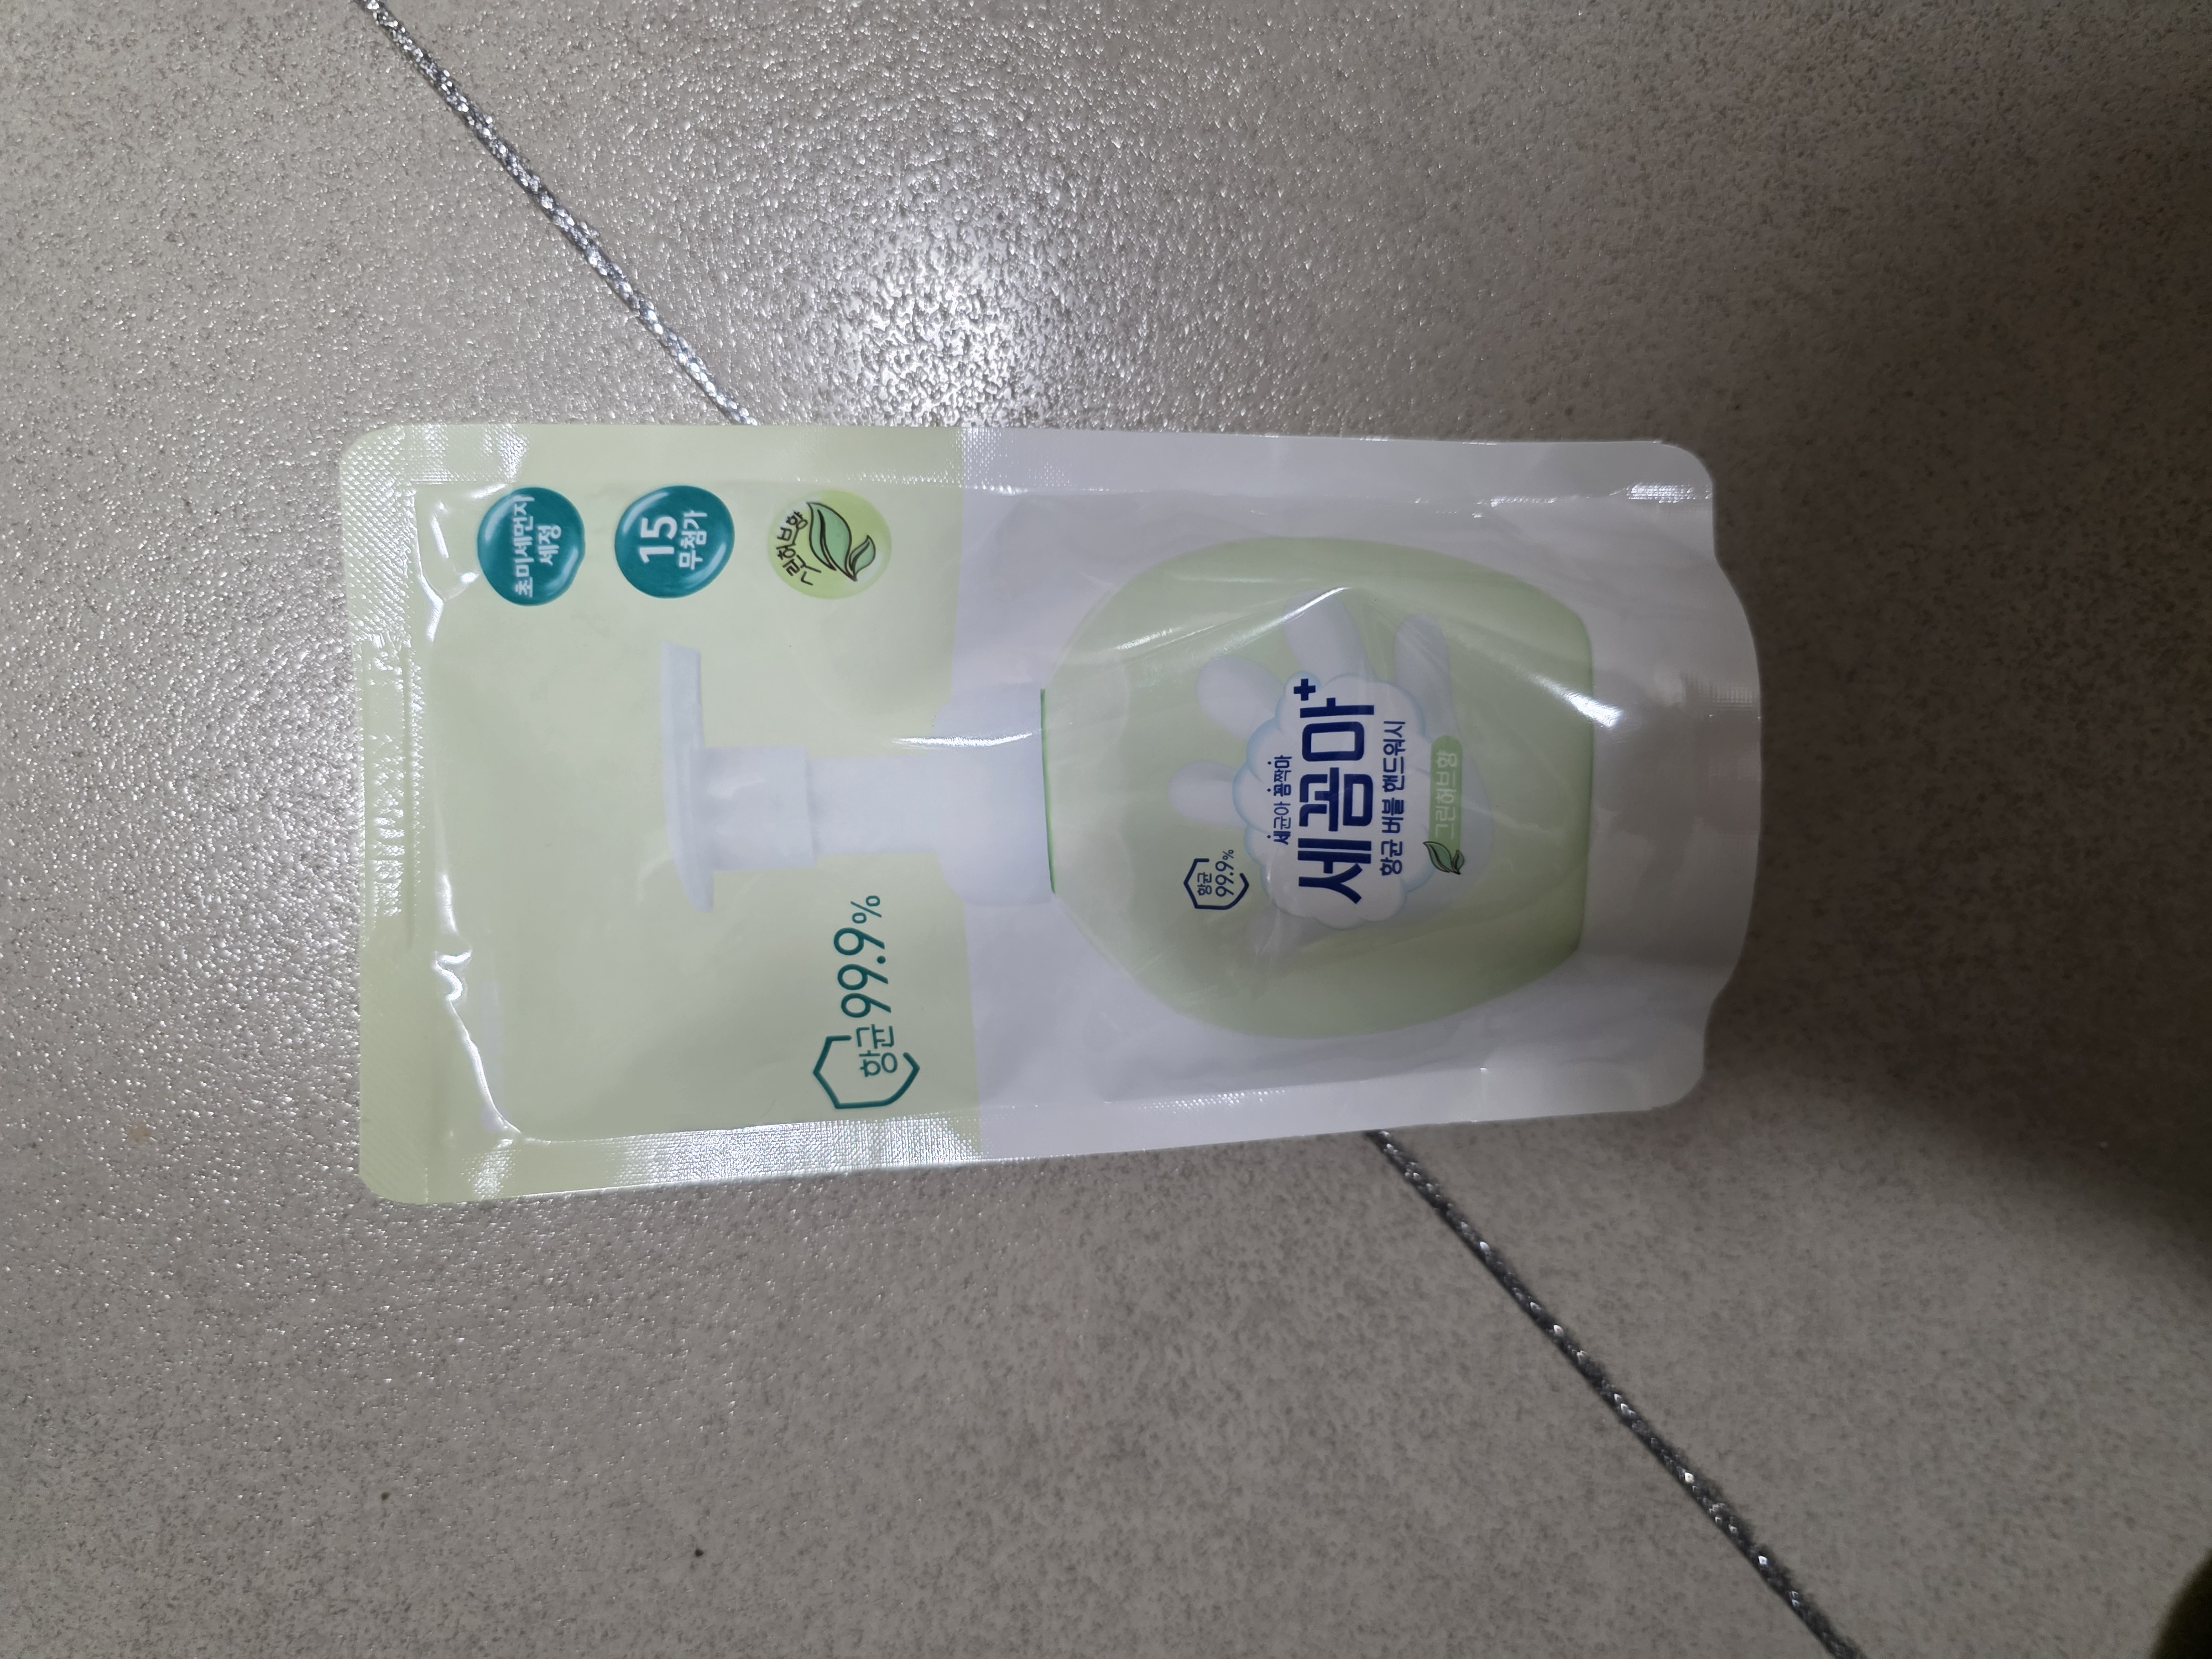 항균 99.9%
초미세먼지
세정
15
무첨가
그린허브향
항균
99.9%
세균아 꼼짝마
세꼼마+
항균 버블 핸드워시
그린허브향